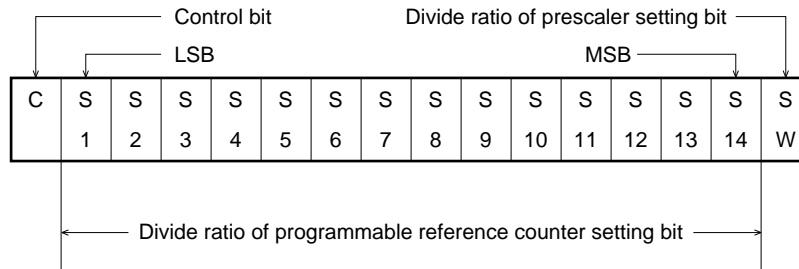 Control bit Divide ratio of prescaler setting bit
LSB MSB
C S S S S S S S S S S S S S S S
1 2 3 4 5 6 7 8 9 10 11 12 13 14 W
Divide ratio of programmable reference counter setting bit